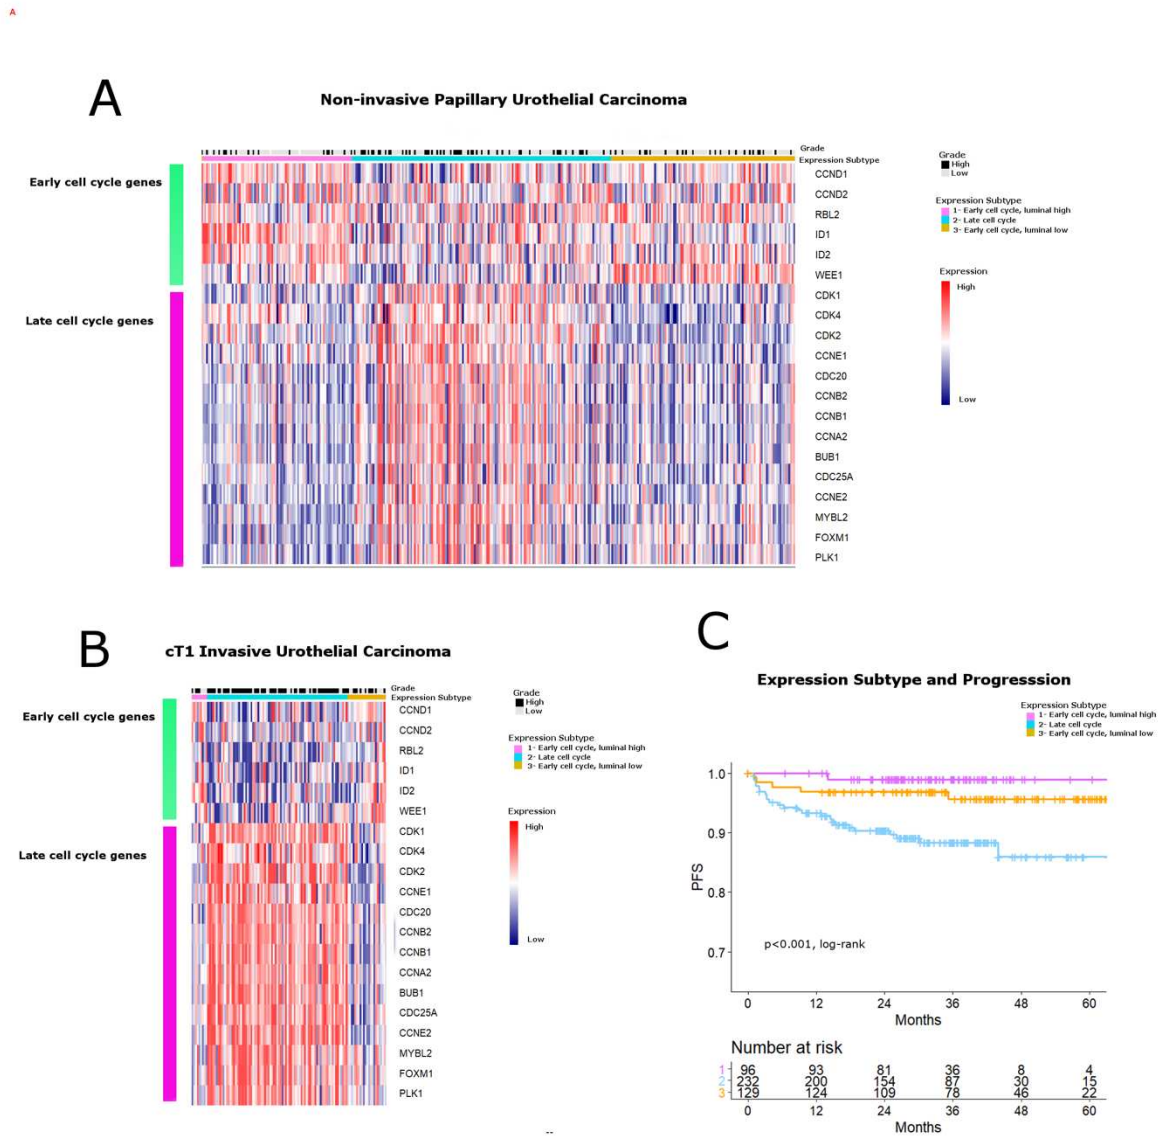 A
A
Non-invasive Papillary Urothelial Carcinoma
Grade
Expression Subtype
Early cell cycle genes
Late cell cycle genes
CCND1
CCND2
RBL2
ID1
ID2
WEE1
CDK1
CDK4
CDK2
CCNE1
CDC20
CCNB2
CCNB1
CCNA2
BUB1
CDC25A
CCNE2
MYBL2
FOXM1
PLK1
Grade
High
Low
Expression Subtype
1- Early cell cycle, luminal high
2- Late cell cycle
3- Early cell cycle, luminal low
Expression
High
Low
B
cT1 Invasive Urothelial Carcinoma
Grade
Expression Subtype
Early cell cycle genes
Late cell cycle genes
CCND1
CCND2
RBL2
ID1
ID2
WEE1
CDK1
CDK4
CDK2
CCNE1
CDC20
CCNB2
CCNB1
CCNA2
BUB1
CDC25A
CCNE2
MYBL2
FOXM1
PLK1
Grade
High
Low
Expression Subtype
1- Early cell cycle, luminal high
2- Late cell cycle
3- Early cell cycle, luminal low
Expression
High
Low
--
C
Expression Subtype and Progresssion
Expression Subtype
1- Early cell cycle, luminal high
2- Late cell cycle
3- Early cell cycle, luminal low
PFS
1.0
0.9
0.8
0.7
p<0.001, log-rank
0 12 24 36 48 60
Months
Number at risk
1 96 93 81 36 8 4
2 232 200 154 87 30 15
3 129 124 109 78 46 22
0 12 24 36 48 60
Months